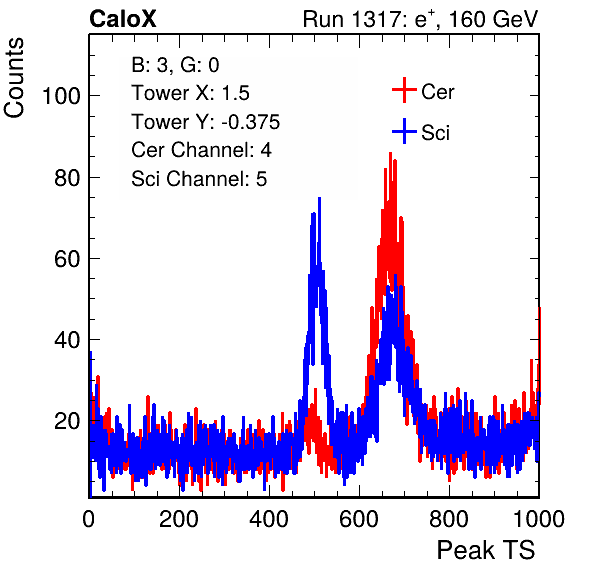 CaloX Run 1317: e+, 160 GeV
Counts
B: 3, G: 0
Tower X: 1.5
Tower Y: -0.375
Cer Channel: 4
Sci Channel: 5
Cer
Sci
100
80
60
40
20
0 200 400 600 800 1000
Peak TS